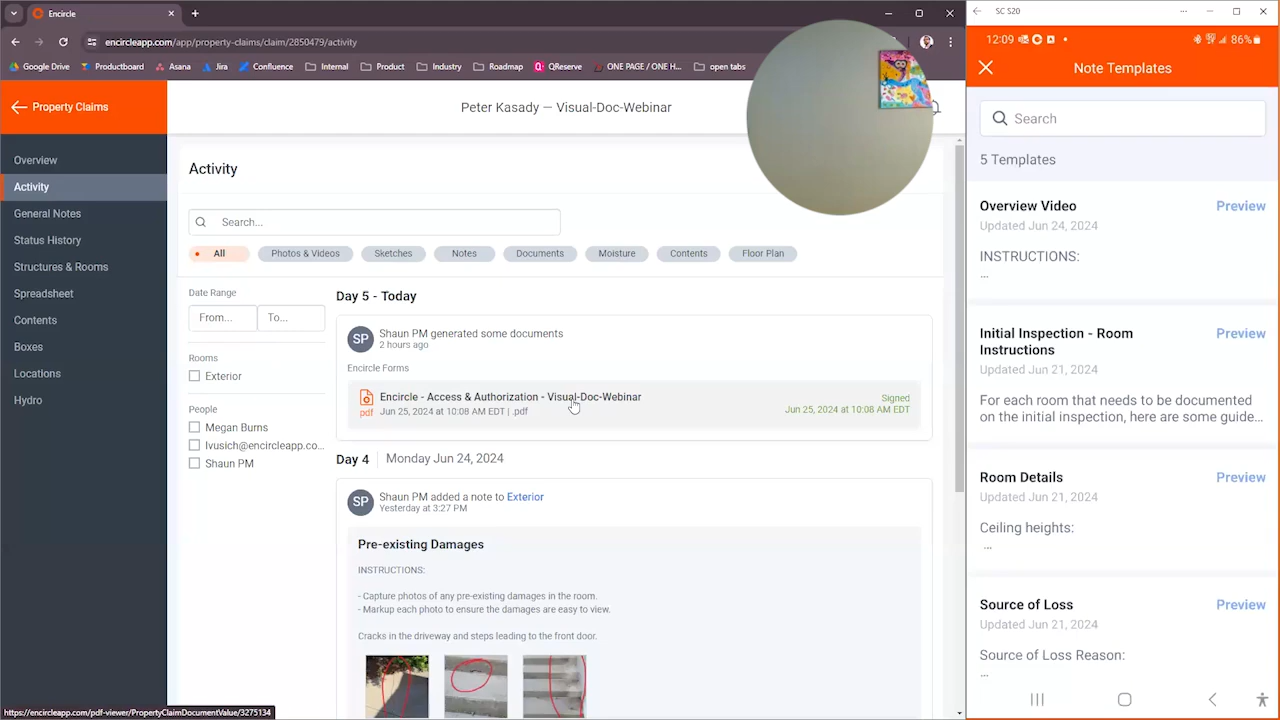 Encircle
encircleapp.com/app/property-claims/claim/2850479/activity
Google Drive
Productboard
Asana
Jira
Confluence
Internal
Product
Industry
Roadmap
QReserve
ONE PAGE / ONE H...
open tabs
Property Claims
Peter Kasady — Visual-Doc-Webinar
Overview
Activity
General Notes
Status History
Structures & Rooms
Spreadsheet
Contents
Boxes
Locations
Hydro
Activity
Search...
All
Photos & Videos
Sketches
Notes
Documents
Moisture
Contents
Floor Plan
Date Range
From...
To...
Rooms
Exterior
People
Megan Burns
lvusich@encircleapp.co...
Shaun PM
Day 5 - Today
SP
Shaun PM generated some documents
2 hours ago
Encircle Forms
pdf
Encircle - Access & Authorization - Visual-Doc-Webinar
Jun 25, 2024 at 10:08 AM EDT | .pdf
Signed
Jun 25, 2024 at 10:08 AM EDT
Day 4
Monday Jun 24, 2024
SP
Shaun PM added a note to Exterior
Yesterday at 3:27 PM
Pre-existing Damages
INSTRUCTIONS:
- Capture photos of any pre-existing damages in the room.
- Markup each photo to ensure the damages are easy to view.
Cracks in the driveway and steps leading to the front door.
https://encircleapp.com/pdf-viewer/PropertyClaimDocumentValue/3275134
SC S20
12:09
86%
Note Templates
Search
5 Templates
Overview Video
Preview
Updated Jun 24, 2024
INSTRUCTIONS:
...
Initial Inspection - Room
Instructions
Preview
Updated Jun 21, 2024
For each room that needs to be documented
on the initial inspection, here are some guide...
Room Details
Preview
Updated Jun 21, 2024
Ceiling heights:
...
Source of Loss
Preview
Updated Jun 21, 2024
Source of Loss Reason:
...